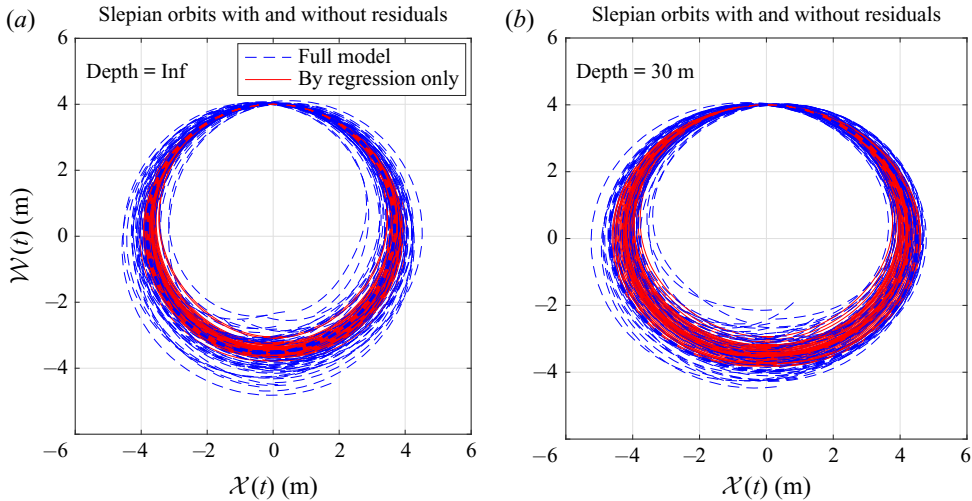 (a) Slepian orbits with and without residuals
6
Depth = Inf
Full model
By regression only
4
2
0
−2
−4
−6
𝒲(t) (m)
−6 −4 −2 0 2 4 6
𝒳(t) (m)
(b) Slepian orbits with and without residuals
6
Depth = 30 m
4
2
0
−2
−4
−6
−6 −4 −2 0 2 4 6
𝒳(t) (m)